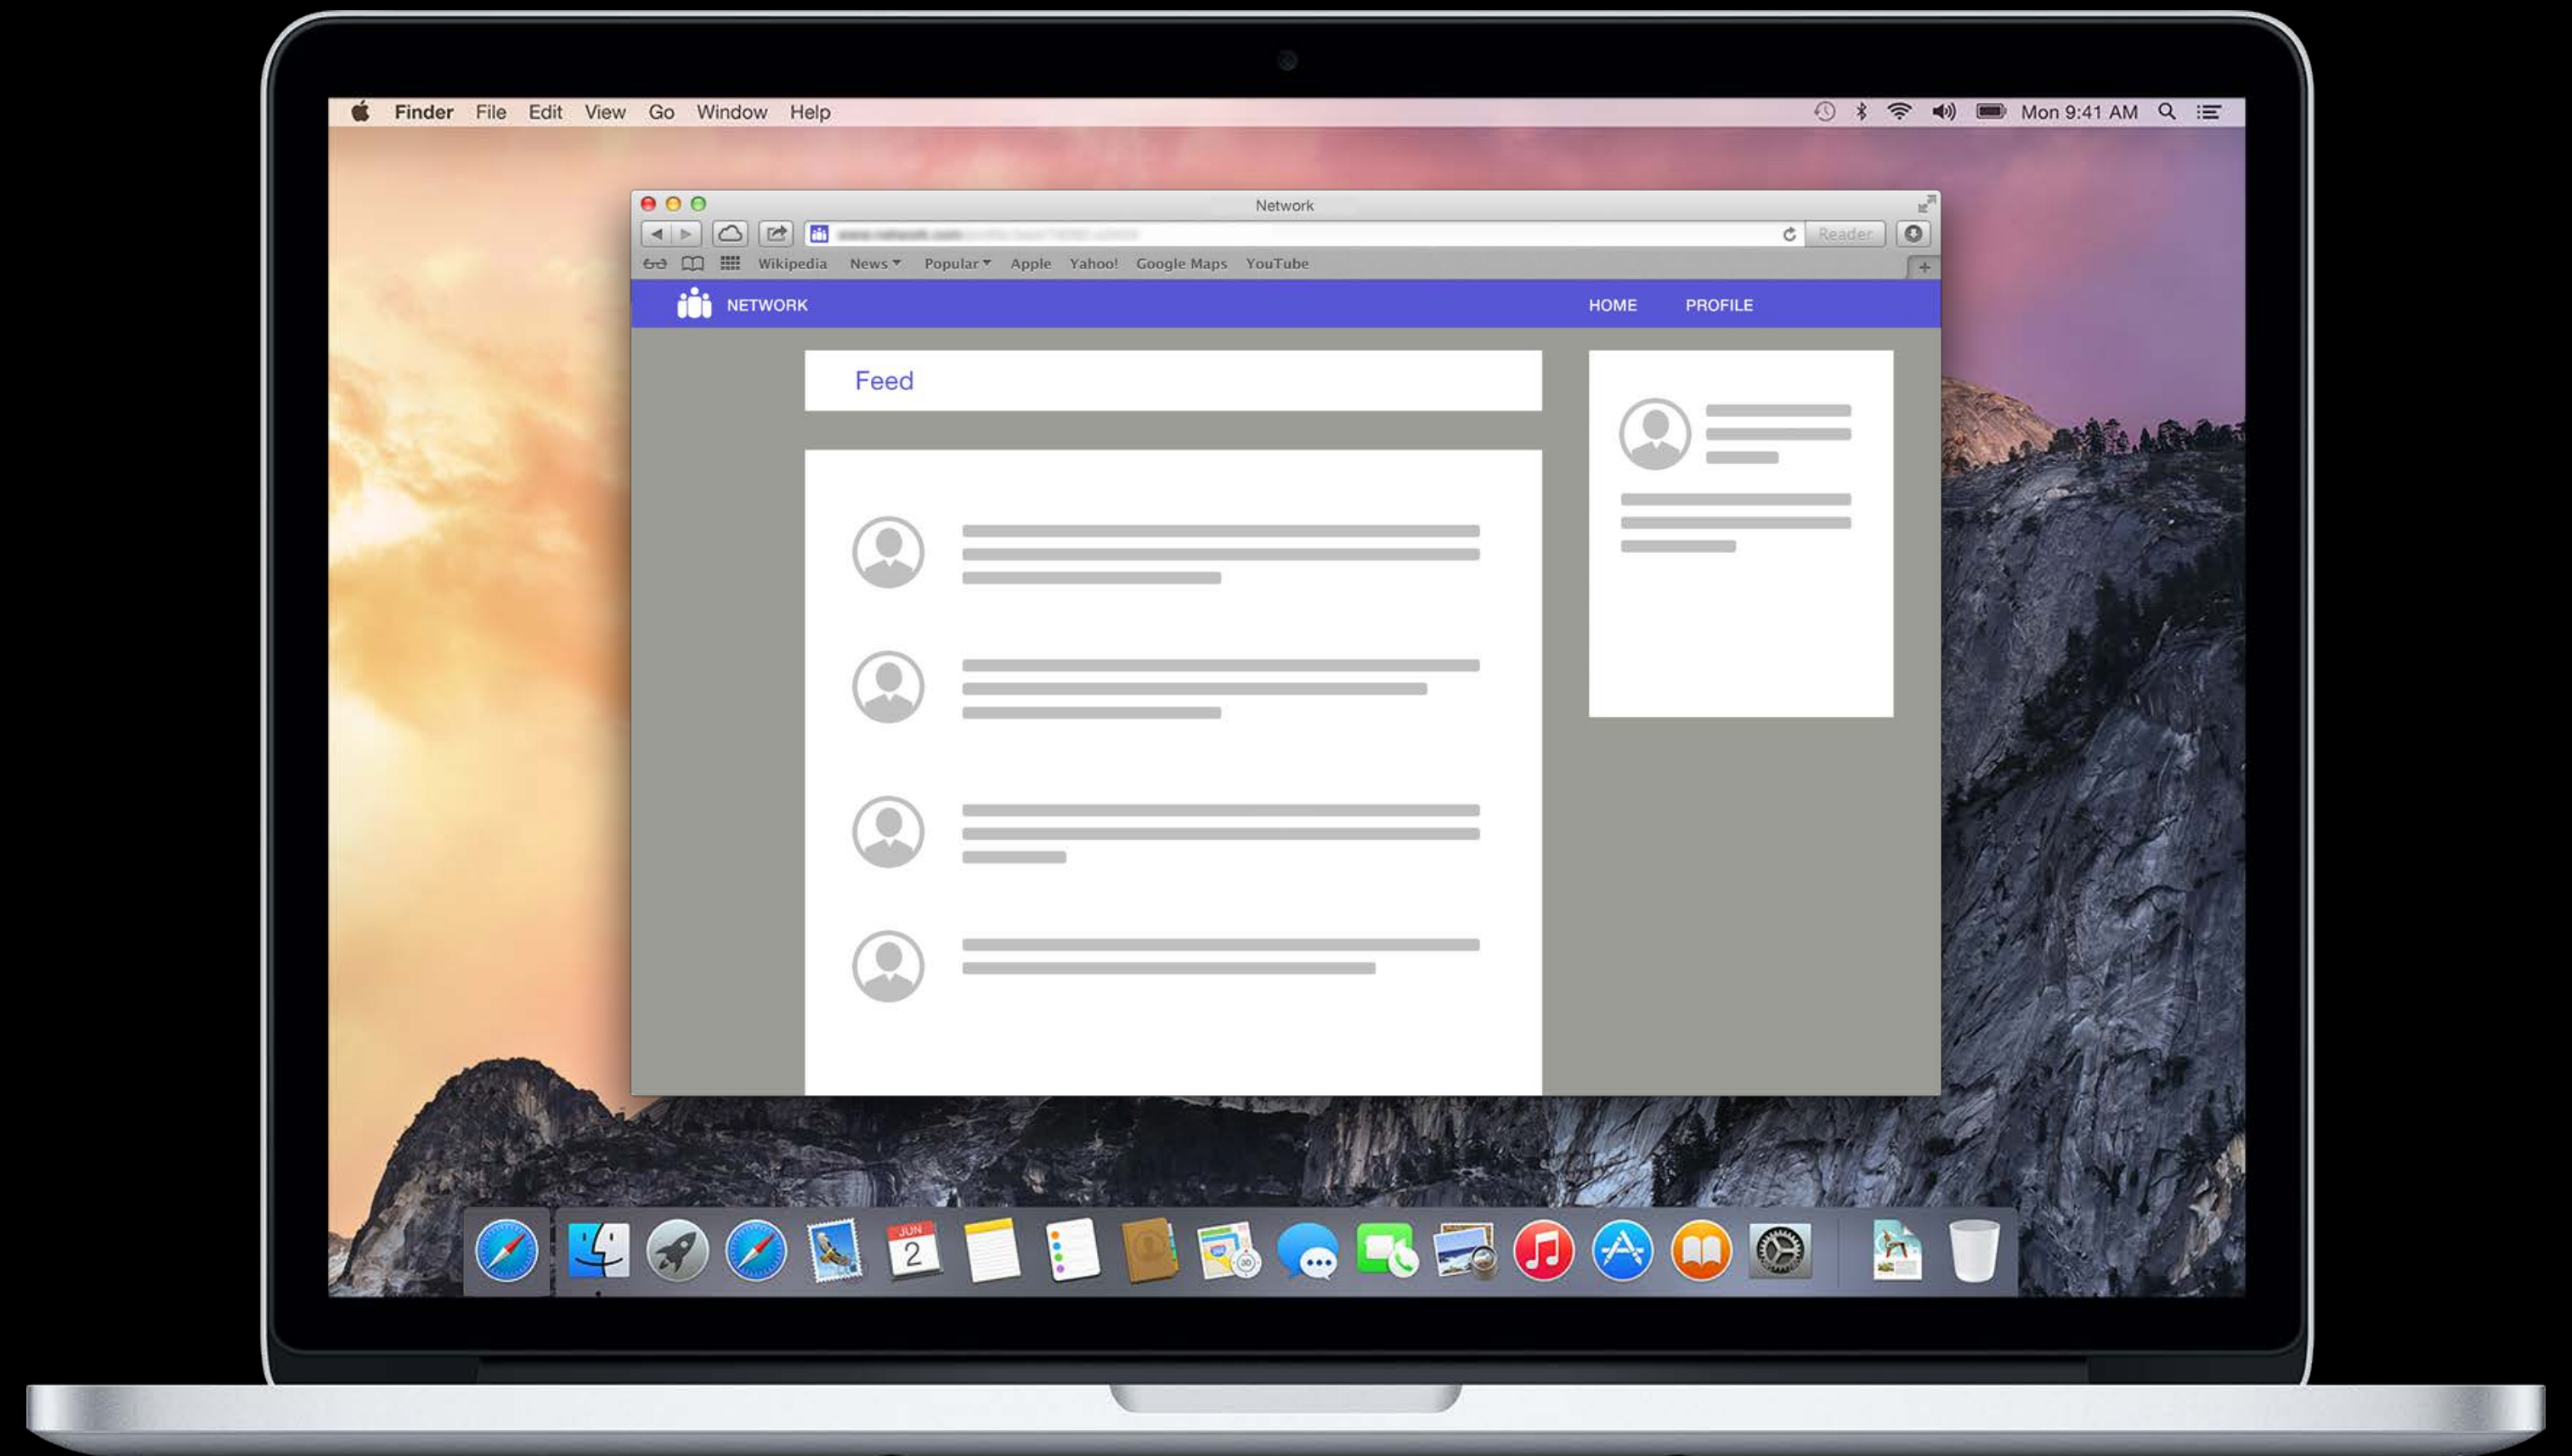 Finder File Edit View Go Window Help
Mon 9:41 AM
Network
Reader
Wikipedia News Popular Apple Yahoo! Google Maps YouTube
NETWORK HOME PROFILE
Feed
JUN
2
3D